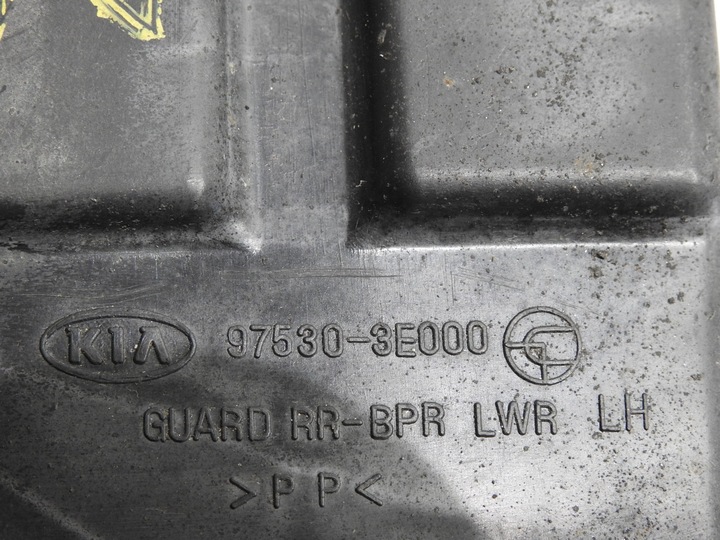 KIA 97530-3E000
GUARD RR-BPR LWR LH
>PP<